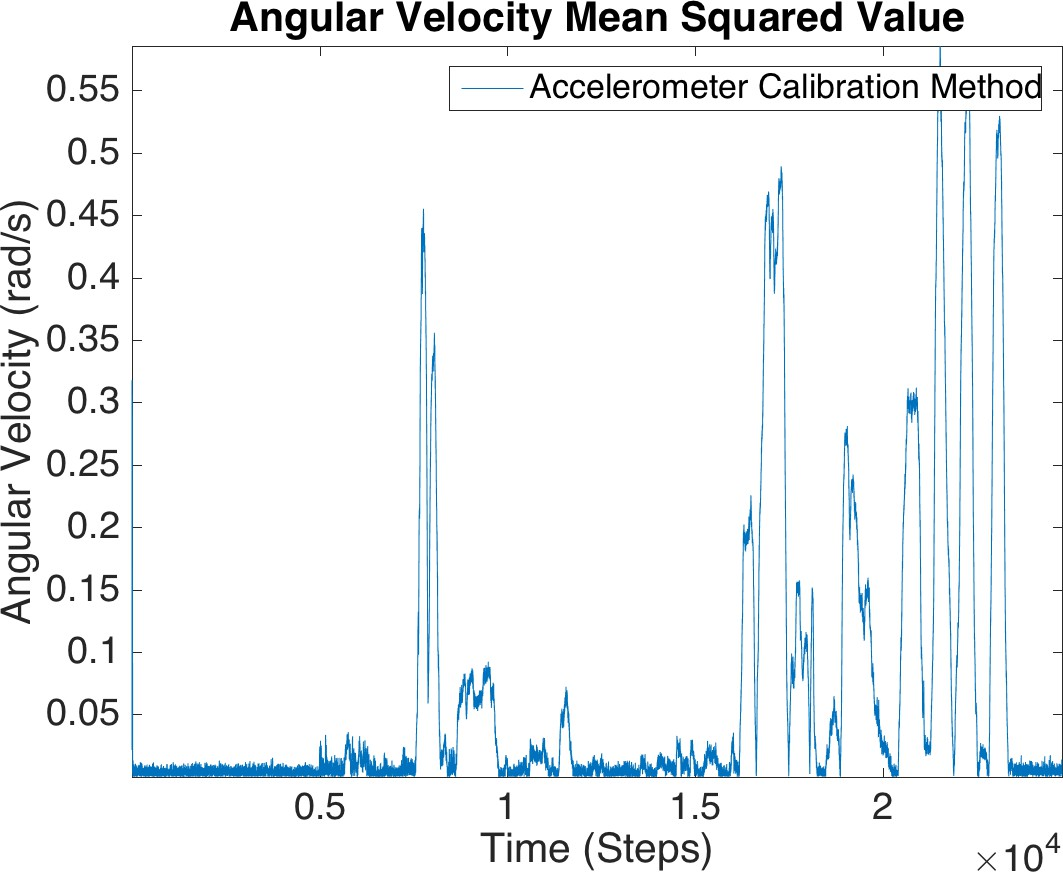 Angular Velocity Mean Squared Value
Accelerometer Calibration Method
Angular Velocity (rad/s)
0.55
0.5
0.45
0.4
0.35
0.3
0.25
0.2
0.15
0.1
0.05
0.5 1 1.5 2
Time (Steps)
×10⁴